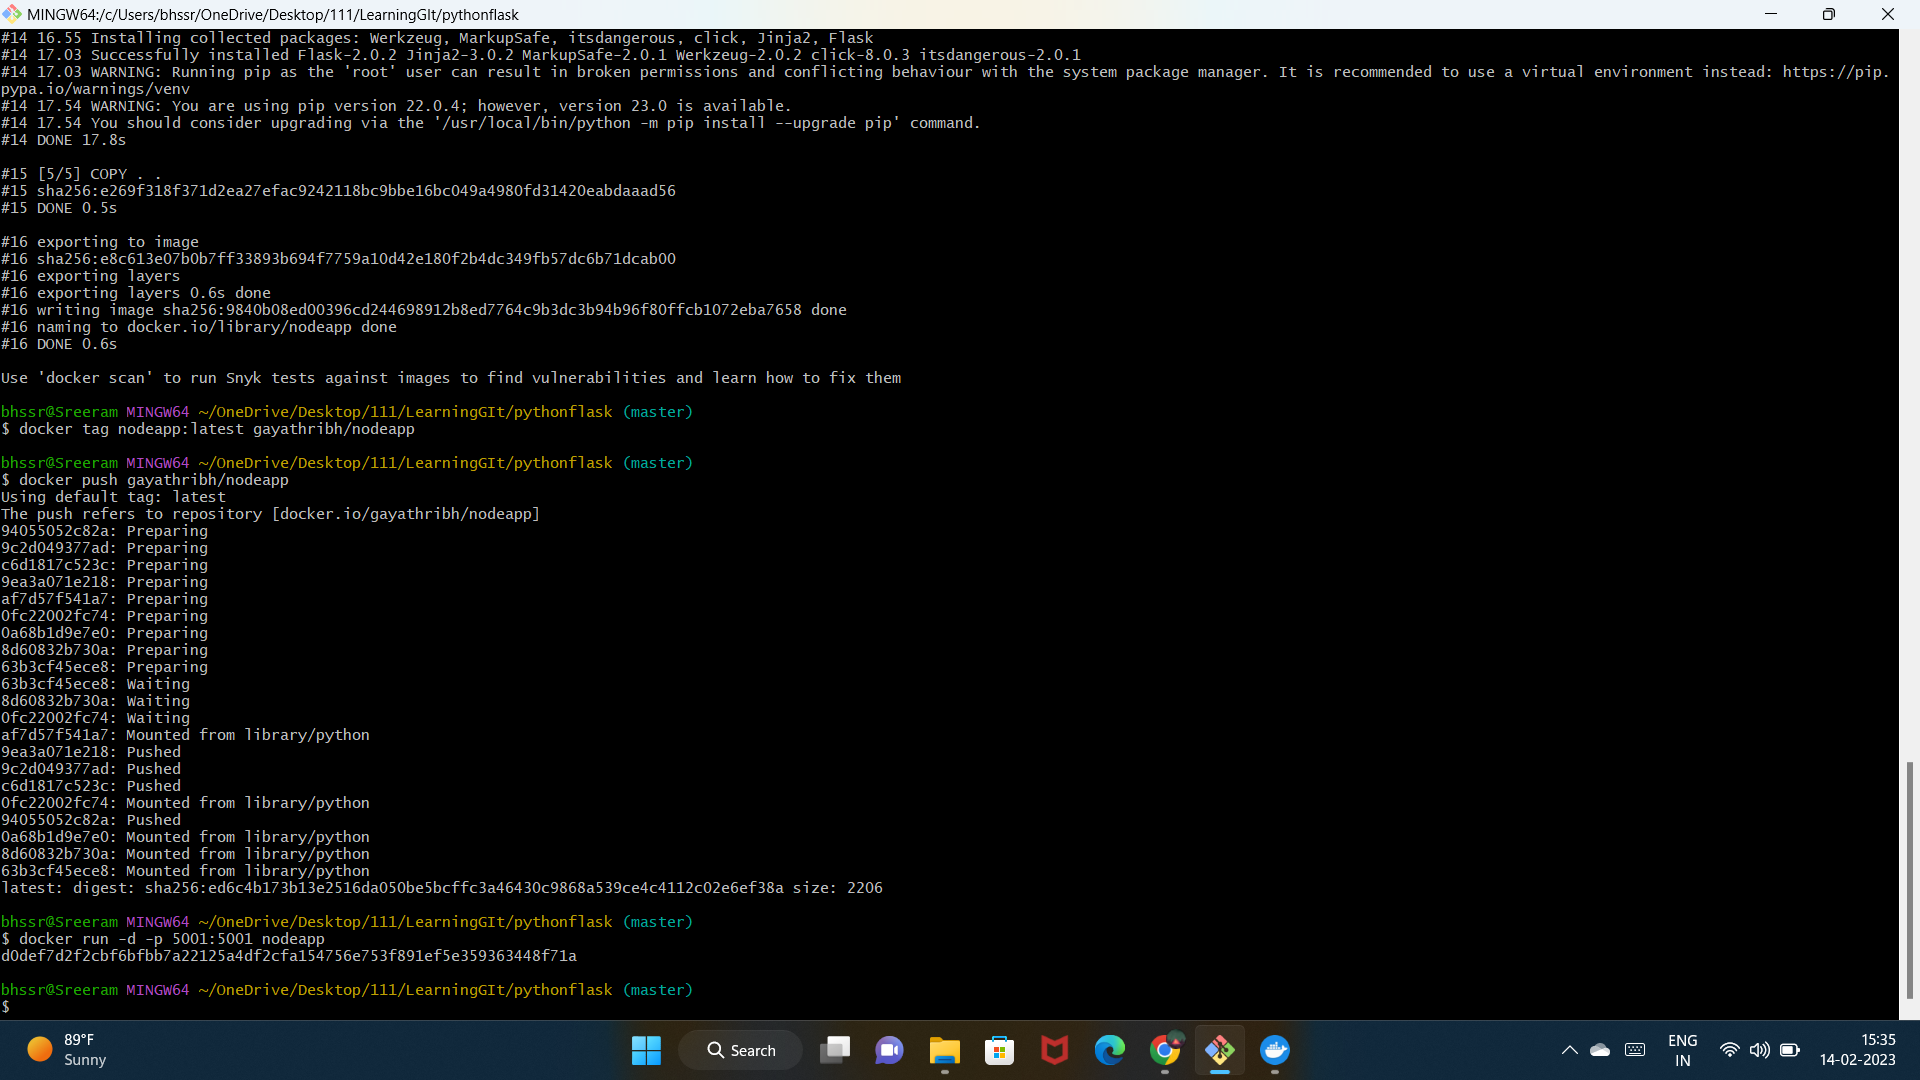 MINGW64:/c/Users/bhssr/OneDrive/Desktop/111/LearningGIt/pythonflask
#14 16.55 Installing collected packages: Werkzeug, MarkupSafe, itsdangerous, click, Jinja2, Flask
#14 17.03 Successfully installed Flask-2.0.2 Jinja2-3.0.2 MarkupSafe-2.0.1 Werkzeug-2.0.2 click-8.0.3 itsdangerous-2.0.1
#14 17.03 WARNING: Running pip as the 'root' user can result in broken permissions and conflicting behaviour with the system package manager. It is recommended to use a virtual environment instead: https://pip.
pypa.io/warnings/venv
#14 17.54 WARNING: You are using pip version 22.0.4; however, version 23.0 is available.
#14 17.54 You should consider upgrading via the '/usr/local/bin/python -m pip install --upgrade pip' command.
#14 DONE 17.8s
#15 [5/5] COPY . .
#15 sha256:e269f318f371d2ea27efac9242118bc9bbe16bc049a4980fd31420eabdaaad56
#15 DONE 0.5s
#16 exporting to image
#16 sha256:e8c613e07b0b7ff33893b694f7759a10d42e180f2b4dc349fb57dc6b71dcab00
#16 exporting layers
#16 exporting layers 0.6s done
#16 writing image sha256:9840b08ed00396cd244698912b8ed7764c9b3dc3b94b96f80ffcb1072eba7658 done
#16 naming to docker.io/library/nodeapp done
#16 DONE 0.6s
Use 'docker scan' to run Snyk tests against images to find vulnerabilities and learn how to fix them
bhssr@Sreeram MINGW64 ~/OneDrive/Desktop/111/LearningGIt/pythonflask (master)
$ docker tag nodeapp:latest gayathribh/nodeapp
bhssr@Sreeram MINGW64 ~/OneDrive/Desktop/111/LearningGIt/pythonflask (master)
$ docker push gayathribh/nodeapp
Using default tag: latest
The push refers to repository [docker.io/gayathribh/nodeapp]
94055052c82a: Preparing
9c2d049377ad: Preparing
c6d1817c523c: Preparing
9ea3a071e218: Preparing
af7d57f541a7: Preparing
0fc22002fc74: Preparing
0a68b1d9e7e0: Preparing
8d60832b730a: Preparing
63b3cf45ece8: Preparing
63b3cf45ece8: Waiting
8d60832b730a: Waiting
0fc22002fc74: Waiting
af7d57f541a7: Mounted from library/python
9ea3a071e218: Pushed
9c2d049377ad: Pushed
c6d1817c523c: Pushed
0fc22002fc74: Mounted from library/python
94055052c82a: Pushed
0a68b1d9e7e0: Mounted from library/python
8d60832b730a: Mounted from library/python
63b3cf45ece8: Mounted from library/python
latest: digest: sha256:ed6c4b173b13e2516da050be5bcffc3a46430c9868a539ce4c4112c02e6ef38a size: 2206
bhssr@Sreeram MINGW64 ~/OneDrive/Desktop/111/LearningGIt/pythonflask (master)
$ docker run -d -p 5001:5001 nodeapp
d0def7d2f2cbf6bfbb7a22125a4df2cfa154756e753f891ef5e359363448f71a
bhssr@Sreeram MINGW64 ~/OneDrive/Desktop/111/LearningGIt/pythonflask (master)
$
89°F
Sunny
Search
ENG
IN
15:35
14-02-2023